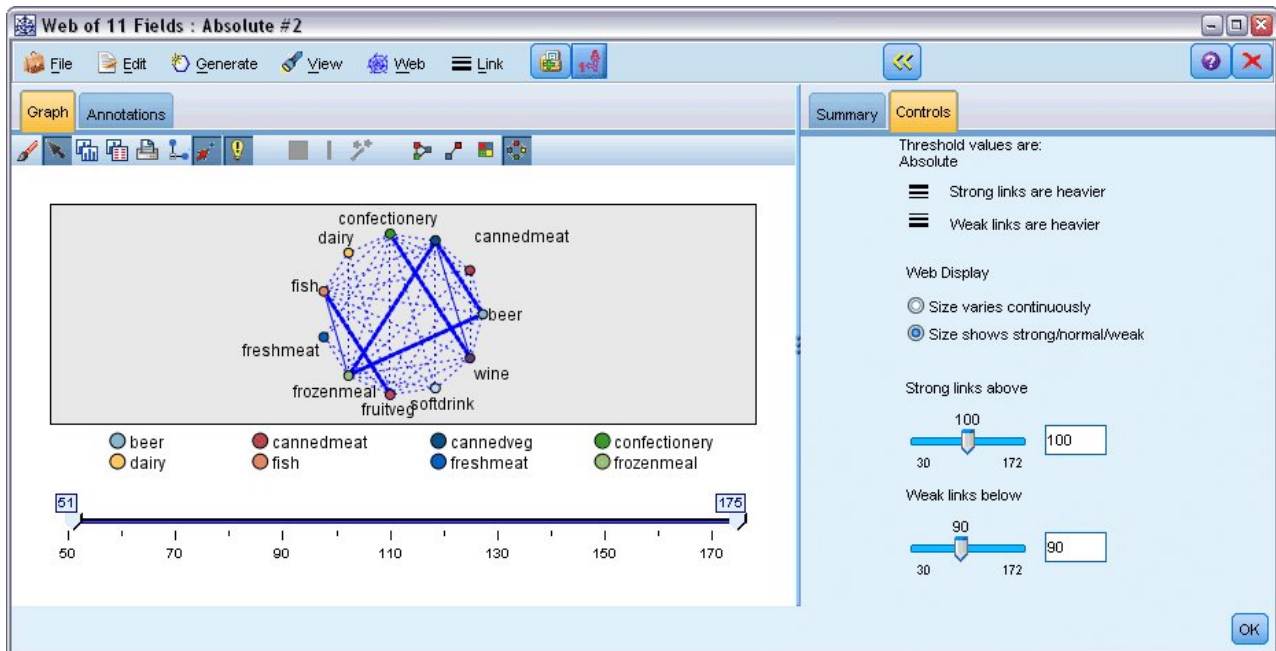 Web of 11 Fields : Absolute #2
File Edit Generate View Web Link
Graph Annotations
Summary Controls
Threshold values are:
Absolute
Strong links are heavier
Weak links are heavier
Web Display
Size varies continuously
Size shows strong/normal/weak
Strong links above
100
100
30 172
Weak links below
90
90
30 172
confectionery
dairy
cannedmeat
fish
beer
freshmeat
wine
frozenmeal
fruitveg
softdrink
beer cannedmeat cannedveg confectionery
dairy fish freshmeat frozenmeal
51 175
50 70 90 110 130 150 170
OK